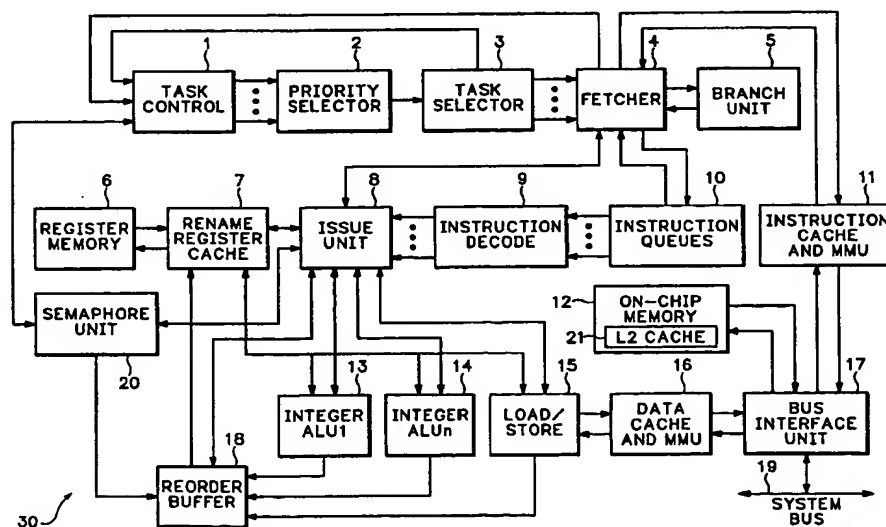 1
TASK
CONTROL
2
PRIORITY
SELECTOR
3
TASK
SELECTOR
4
FETCHER
5
BRANCH
UNIT
6
REGISTER
MEMORY
7
RENAME
REGISTER
CACHE
8
ISSUE
UNIT
9
INSTRUCTION
DECODE
10
INSTRUCTION
QUEUES
11
INSTRUCTION
CACHE
AND MMU
SEMAPHORE
UNIT
20
12
ON-CHIP
MEMORY
21
L2 CACHE
13
INTEGER
ALU1
14
INTEGER
ALUn
15
LOAD/
STORE
16
DATA
CACHE
AND MMU
17
BUS
INTERFACE
UNIT
18
REORDER
BUFFER
19
SYSTEM
BUS
30